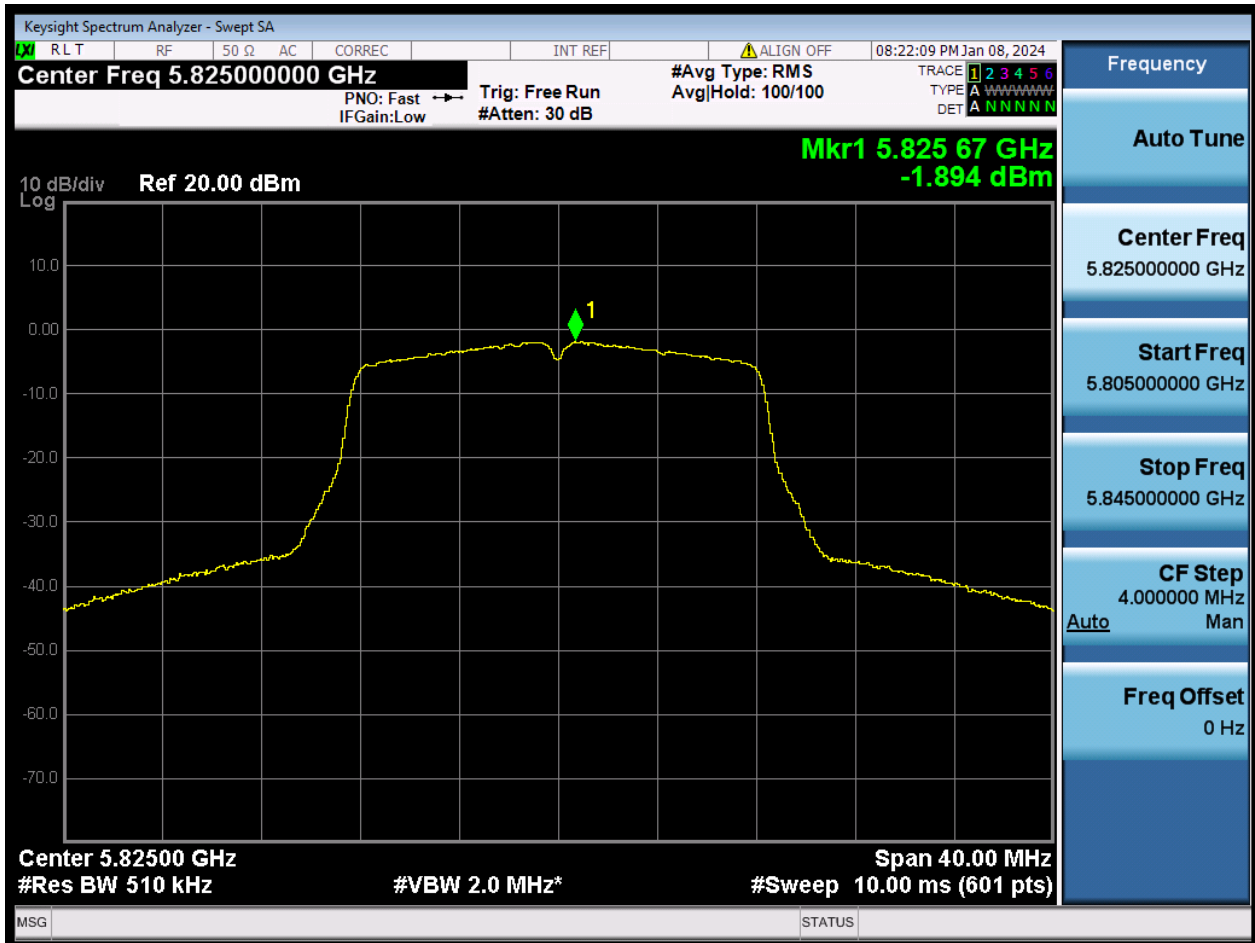 Keysight Spectrum Analyzer - Swept SA
LXI RLT RF 50 Ω AC CORREC INT REF ALIGN OFF 08:22:09 PM Jan 08, 2024
Center Freq 5.825000000 GHz
PNO: Fast
IFGain:Low
Trig: Free Run
#Atten: 30 dB
#Avg Type: RMS
Avg|Hold: 100/100
TRACE 1 2 3 4 5 6
TYPE A WWWWW
DET A N N N N N
Mkr1 5.825 67 GHz
-1.894 dBm
10 dB/div Ref 20.00 dBm
Log
1
10.0
0.00
-10.0
-20.0
-30.0
-40.0
-50.0
-60.0
-70.0
Center 5.82500 GHz Span 40.00 MHz
#Res BW 510 kHz #VBW 2.0 MHz* #Sweep 10.00 ms (601 pts)
MSG STATUS
Frequency
Auto Tune
Center Freq
5.825000000 GHz
Start Freq
5.805000000 GHz
Stop Freq
5.845000000 GHz
CF Step
4.000000 MHz
Auto Man
Freq Offset
0 Hz